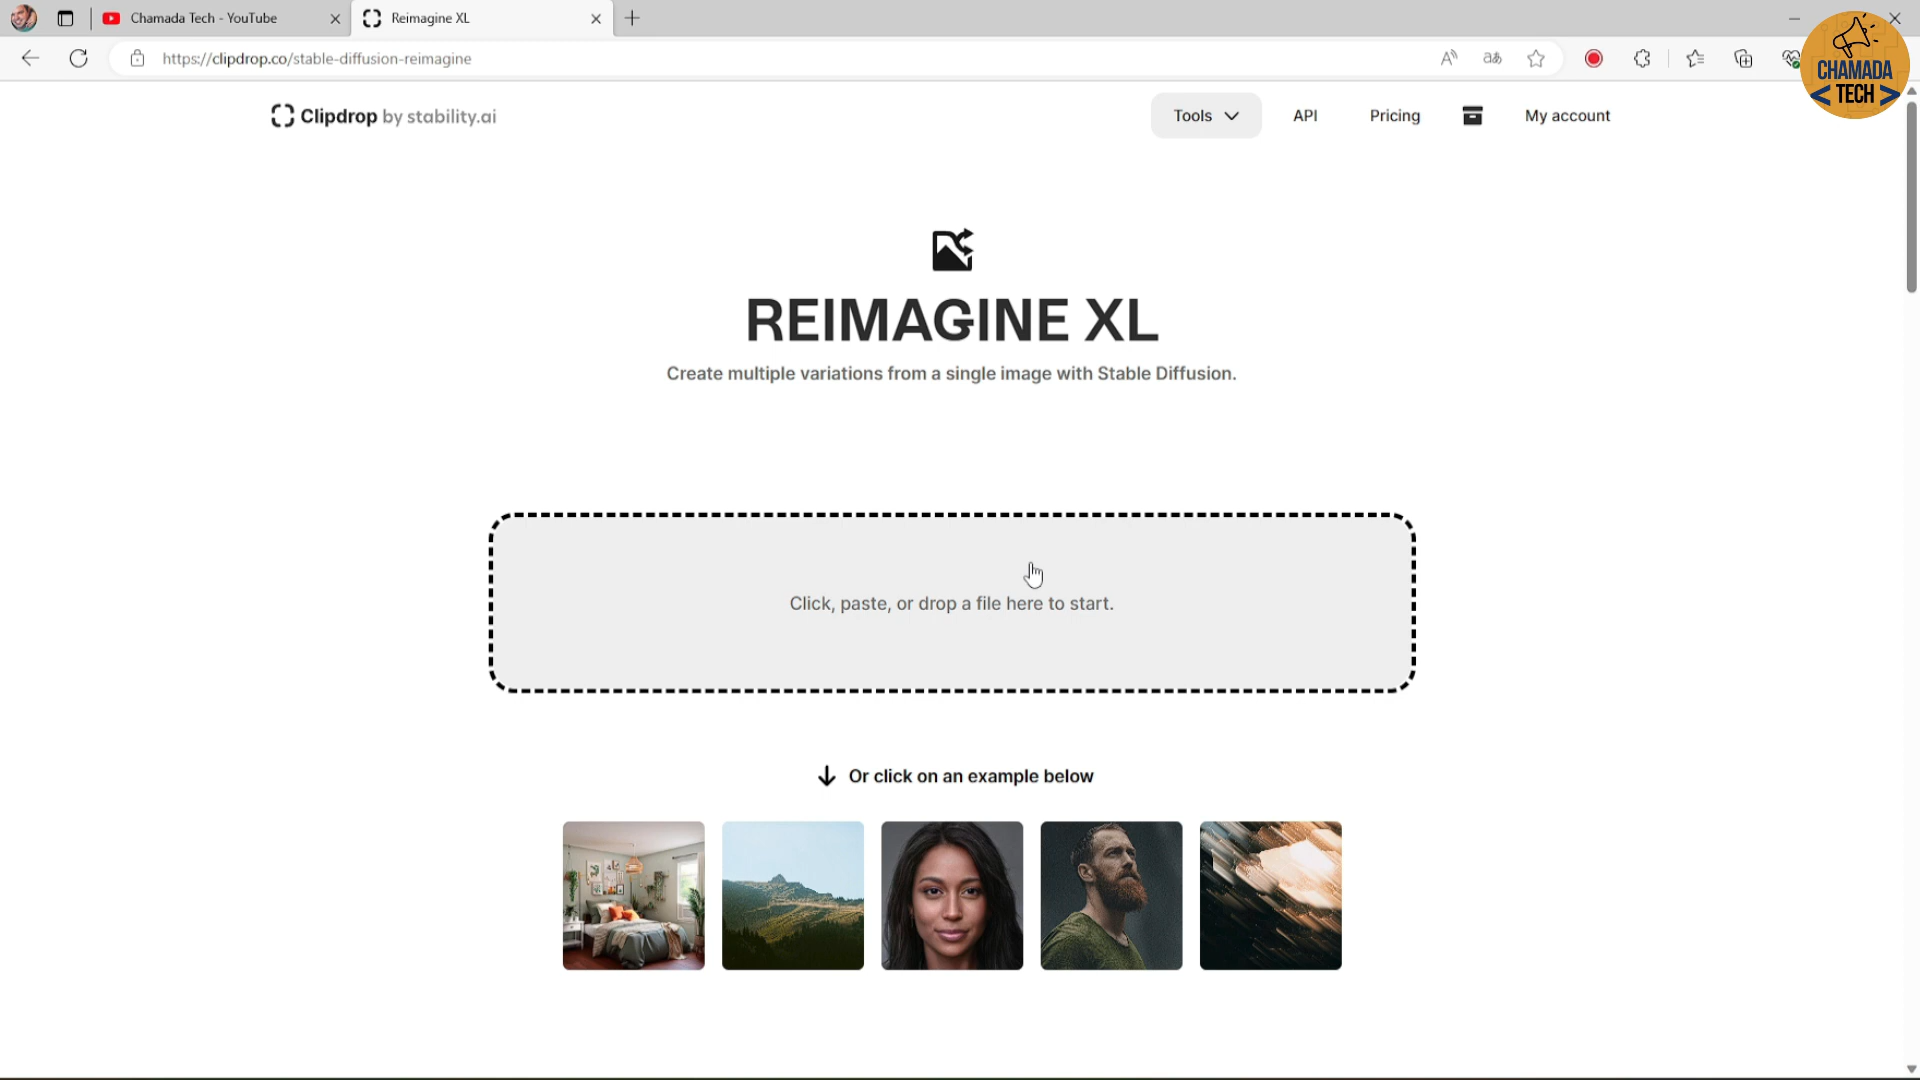 Chamada Tech - YouTube
Reimagine XL
https://clipdrop.co/stable-diffusion-reimagine
CHAMADA
TECH
Clipdrop by stability.ai
Tools
API
Pricing
My account
REIMAGINE XL
Create multiple variations from a single image with Stable Diffusion.
Click, paste, or drop a file here to start.
Or click on an example below